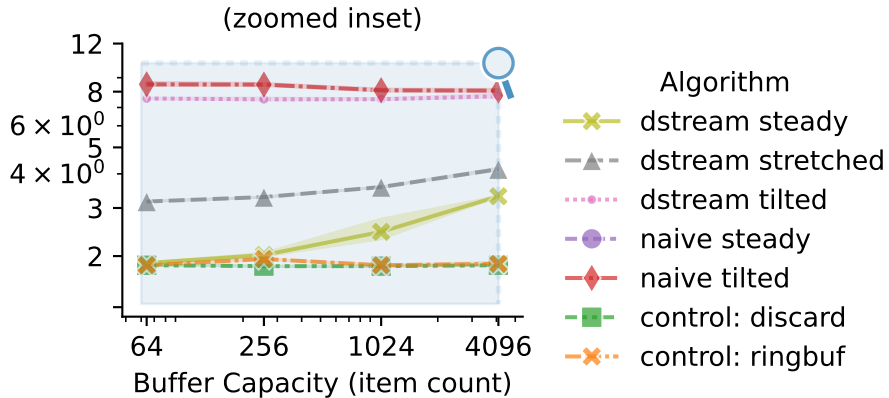 (zoomed inset)
12
8
6 × 10⁰
5
4 × 10⁰
3
2
64 256 1024 4096
Buffer Capacity (item count)
Algorithm
dstream steady
dstream stretched
dstream tilted
naive steady
naive tilted
control: discard
control: ringbuf